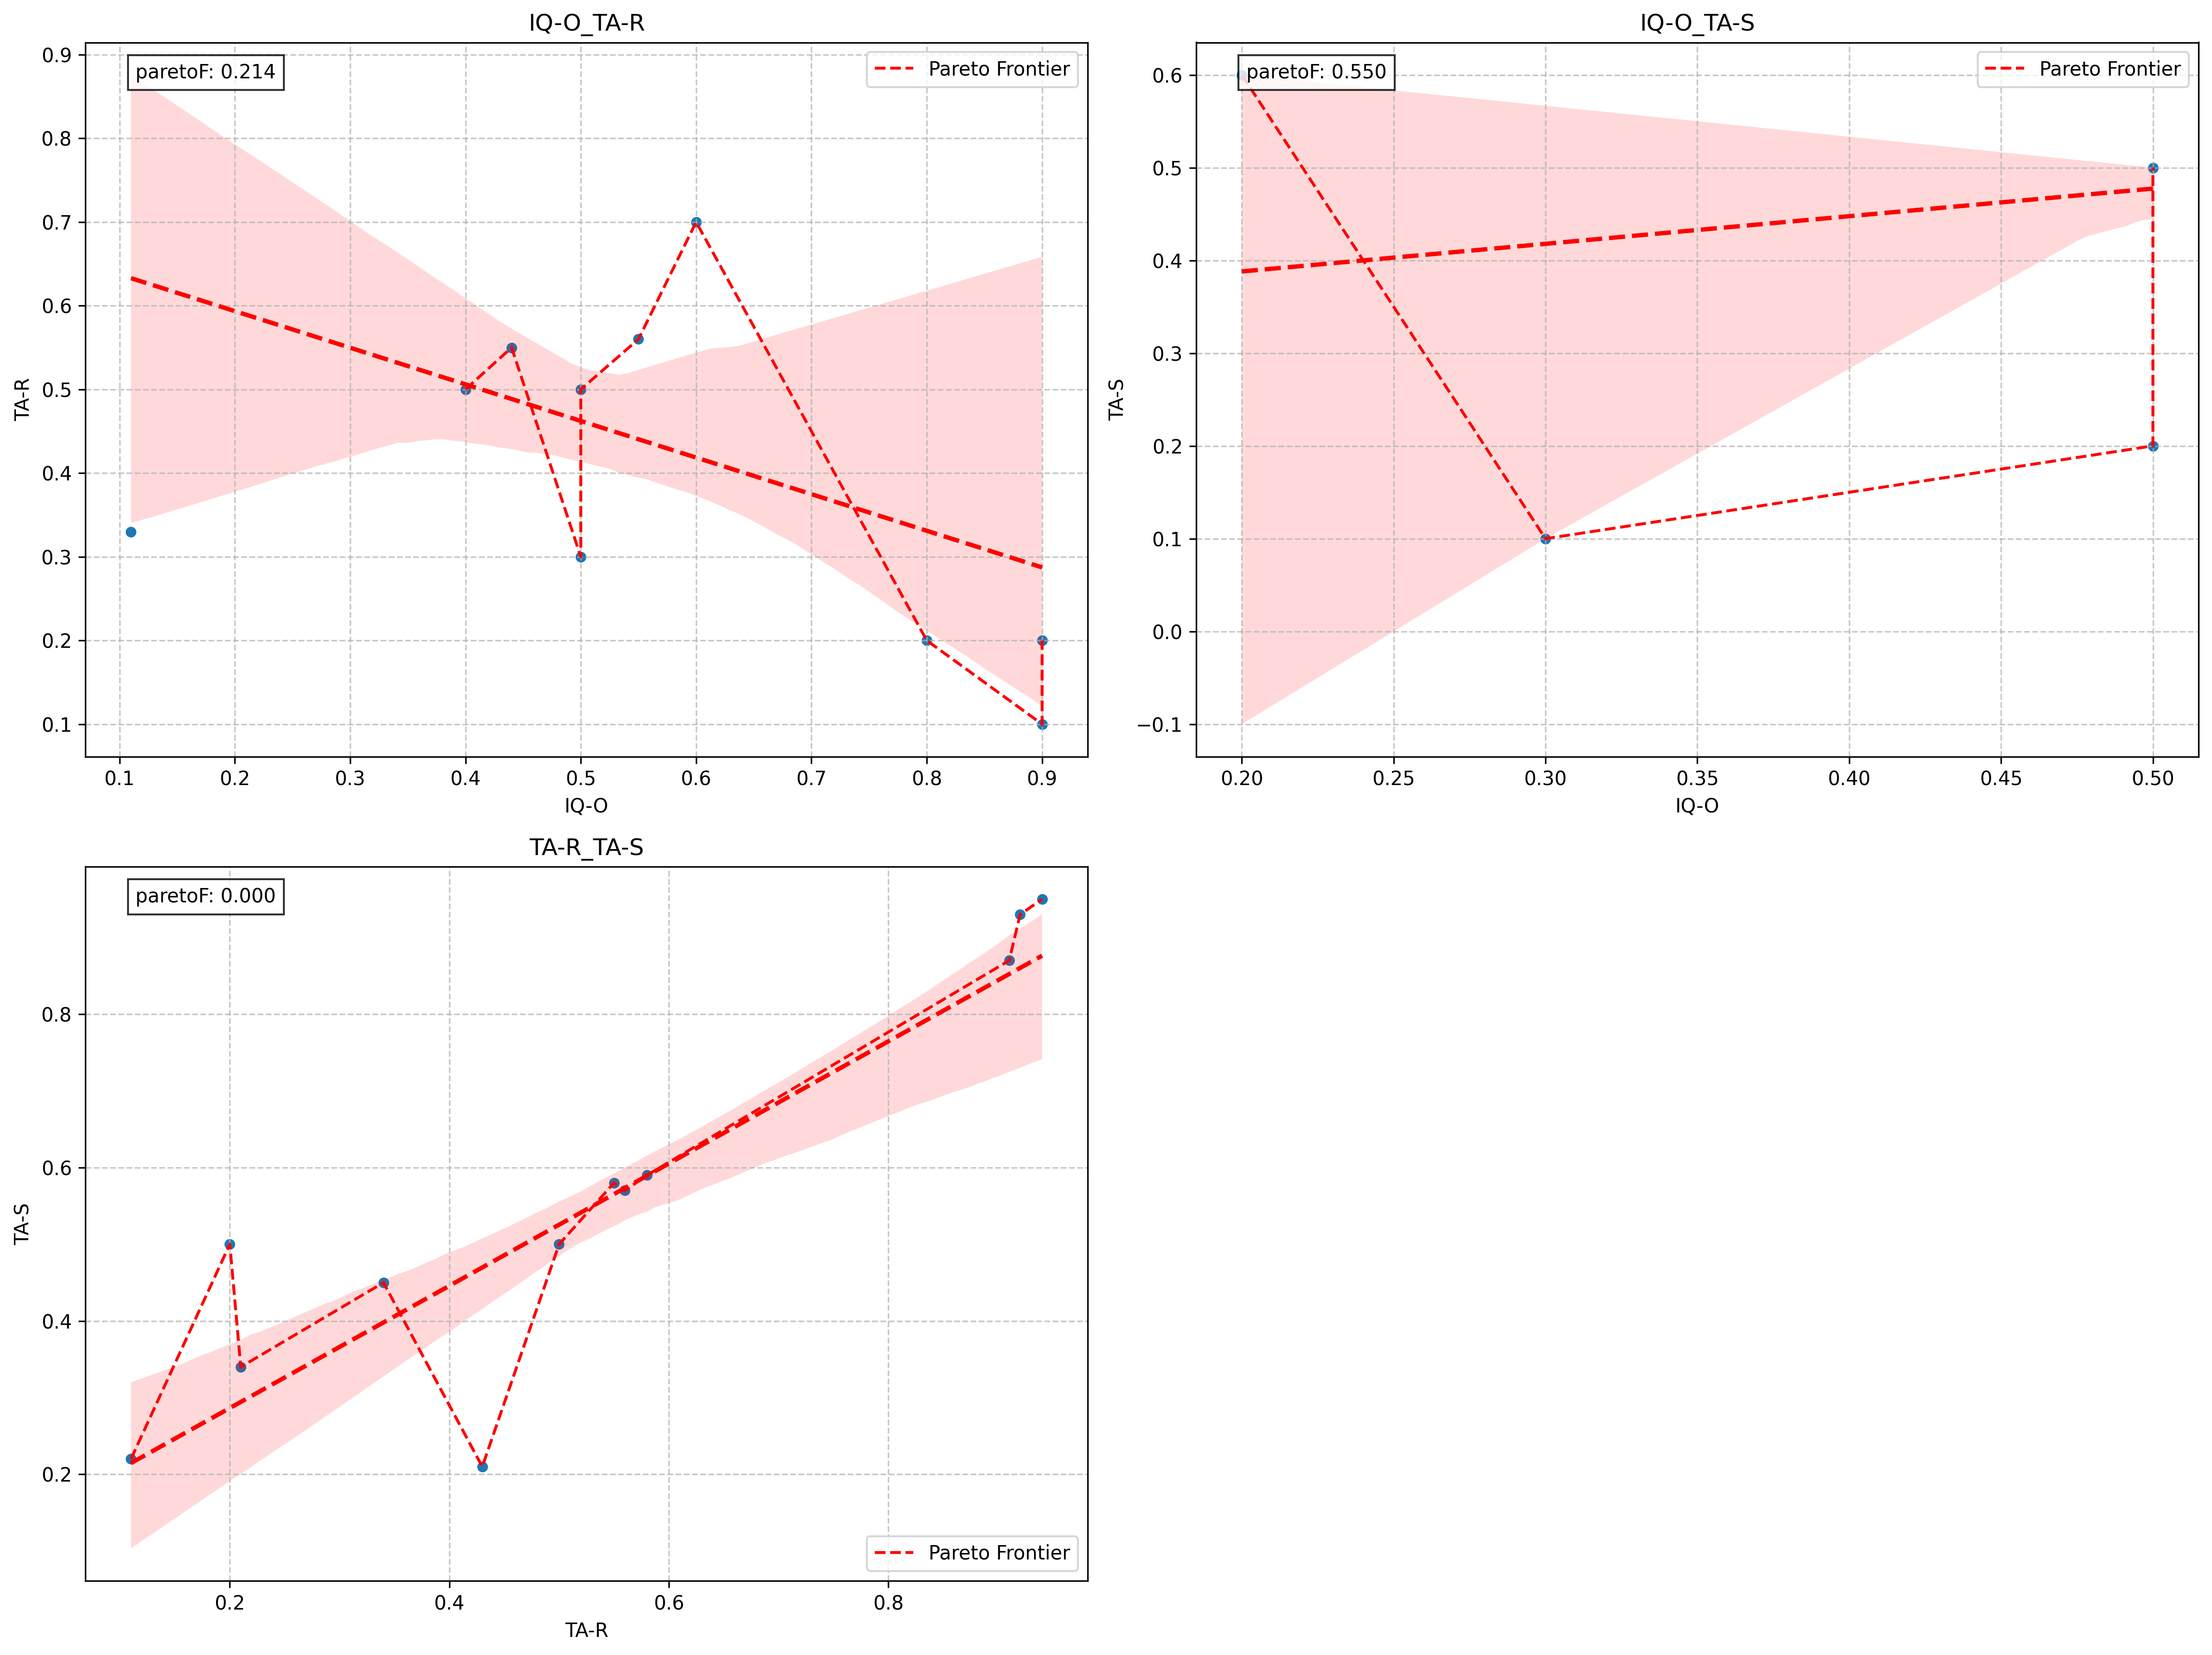 IQ-O_TA-R
paretoF: 0.214
Pareto Frontier
0.9
0.8
0.7
0.6
0.5
0.4
0.3
0.2
0.1
TA-R
0.1 0.2 0.3 0.4 0.5 0.6 0.7 0.8 0.9
IQ-O
IQ-O_TA-S
paretoF: 0.550
Pareto Frontier
0.6
0.5
0.4
0.3
0.2
0.1
0.0
−0.1
TA-S
0.20 0.25 0.30 0.35 0.40 0.45 0.50
IQ-O
TA-R_TA-S
paretoF: 0.000
0.8
0.6
0.4
0.2
TA-S
Pareto Frontier
0.2 0.4 0.6 0.8
TA-R